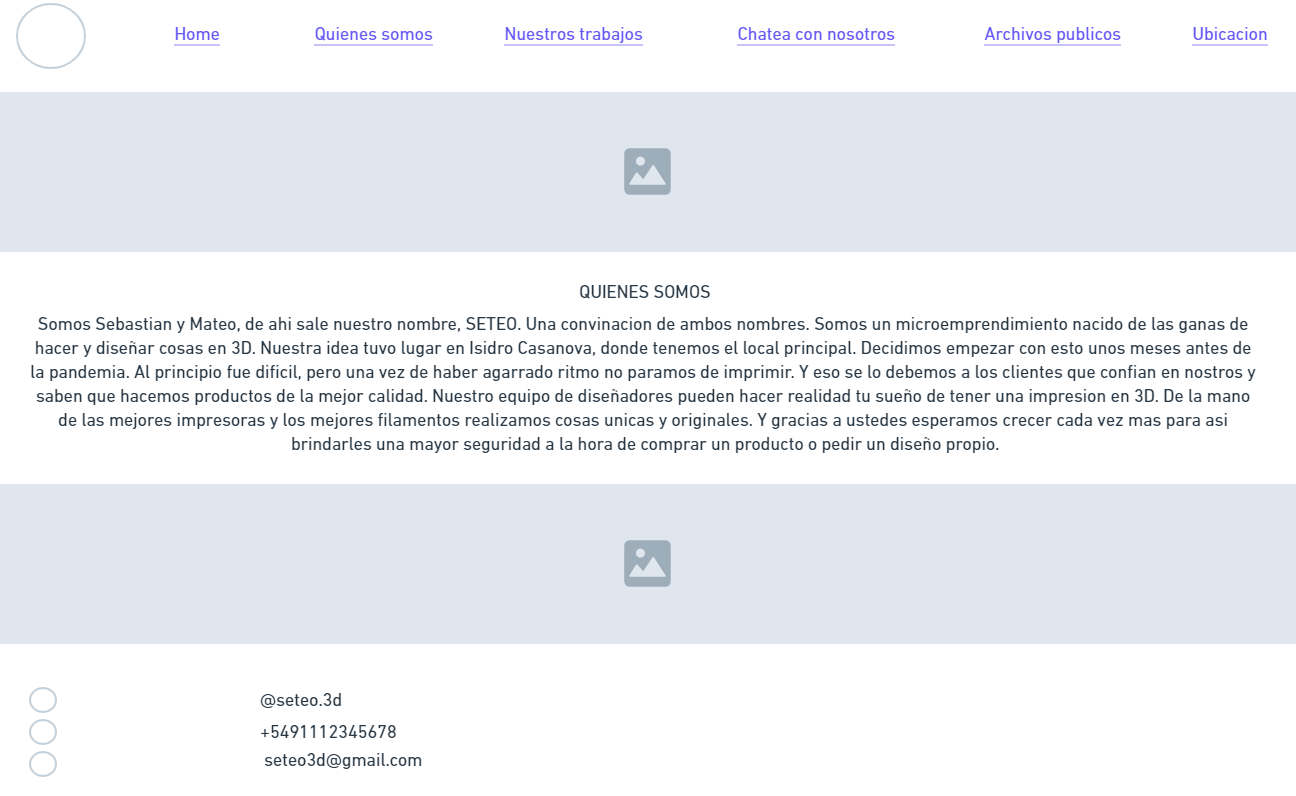 Home Quienes somos Nuestros trabajos Chatea con nosotros Archivos publicos Ubicacion
QUIENES SOMOS
Somos Sebastian y Mateo, de ahi sale nuestro nombre, SETEO. Una convinacion de ambos nombres. Somos un microemprendimiento nacido de las ganas de
hacer y diseñar cosas en 3D. Nuestra idea tuvo lugar en Isidro Casanova, donde tenemos el local principal. Decidimos empezar con esto unos meses antes de
la pandemia. Al principio fue dificil, pero una vez de haber agarrado ritmo no paramos de imprimir. Y eso se lo debemos a los clientes que confian en nostros y
saben que hacemos productos de la mejor calidad. Nuestro equipo de diseñadores pueden hacer realidad tu sueño de tener una impresion en 3D. De la mano
de las mejores impresoras y los mejores filamentos realizamos cosas unicas y originales. Y gracias a ustedes esperamos crecer cada vez mas para asi
brindarles una mayor seguridad a la hora de comprar un producto o pedir un diseño propio.
@seteo.3d
+5491112345678
seteo3d@gmail.com